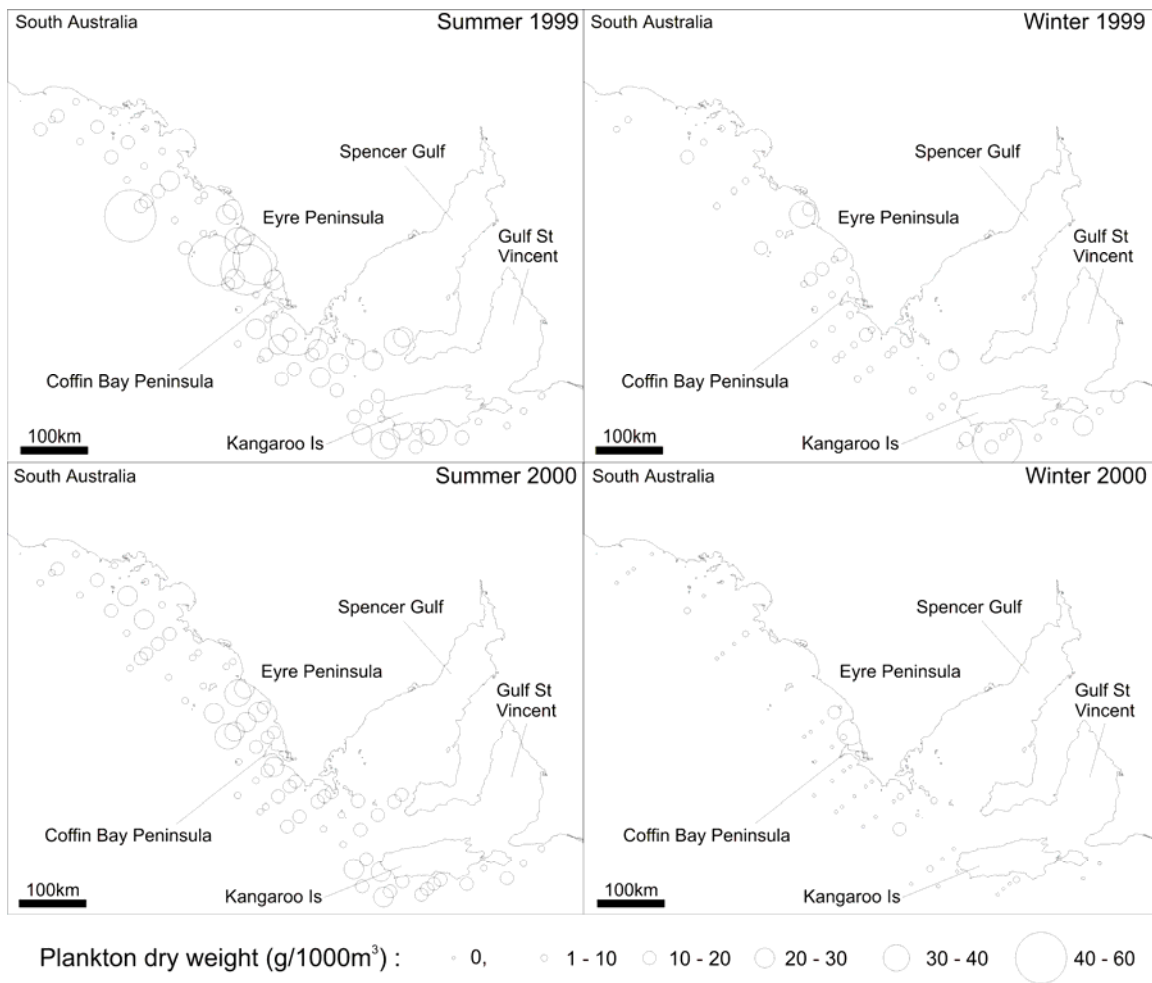 South Australia
Summer 1999
Spencer Gulf
Eyre Peninsula
Gulf St
Vincent
Coffin Bay Peninsula
Kangaroo Is
100km
South Australia
Winter 1999
Spencer Gulf
Eyre Peninsula
Gulf St
Vincent
Coffin Bay Peninsula
Kangaroo Is
100km
South Australia
Summer 2000
Spencer Gulf
Eyre Peninsula
Gulf St
Vincent
Coffin Bay Peninsula
Kangaroo Is
100km
South Australia
Winter 2000
Spencer Gulf
Eyre Peninsula
Gulf St
Vincent
Coffin Bay Peninsula
Kangaroo Is
100km
Plankton dry weight (g/1000m³) : 0, 1 - 10 10 - 20 20 - 30 30 - 40 40 - 60